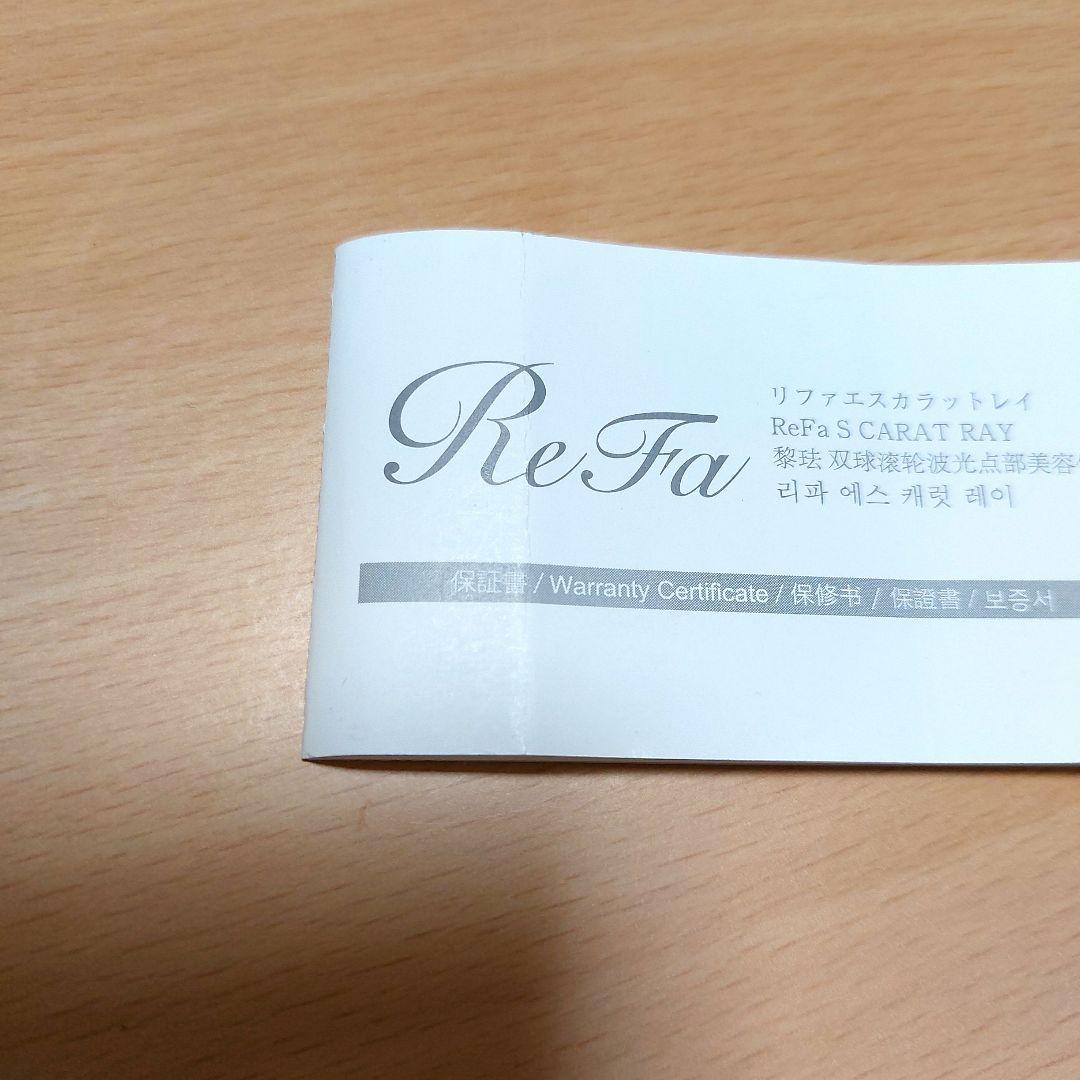 ReFa
リファエスカラットレイ
ReFa S CARAT RAY
黎珐 双球滚轮波光点部美容
리파 에스 캐럿 레이
保証書 / Warranty Certificate / 保修书 / 保證書 / 보증서